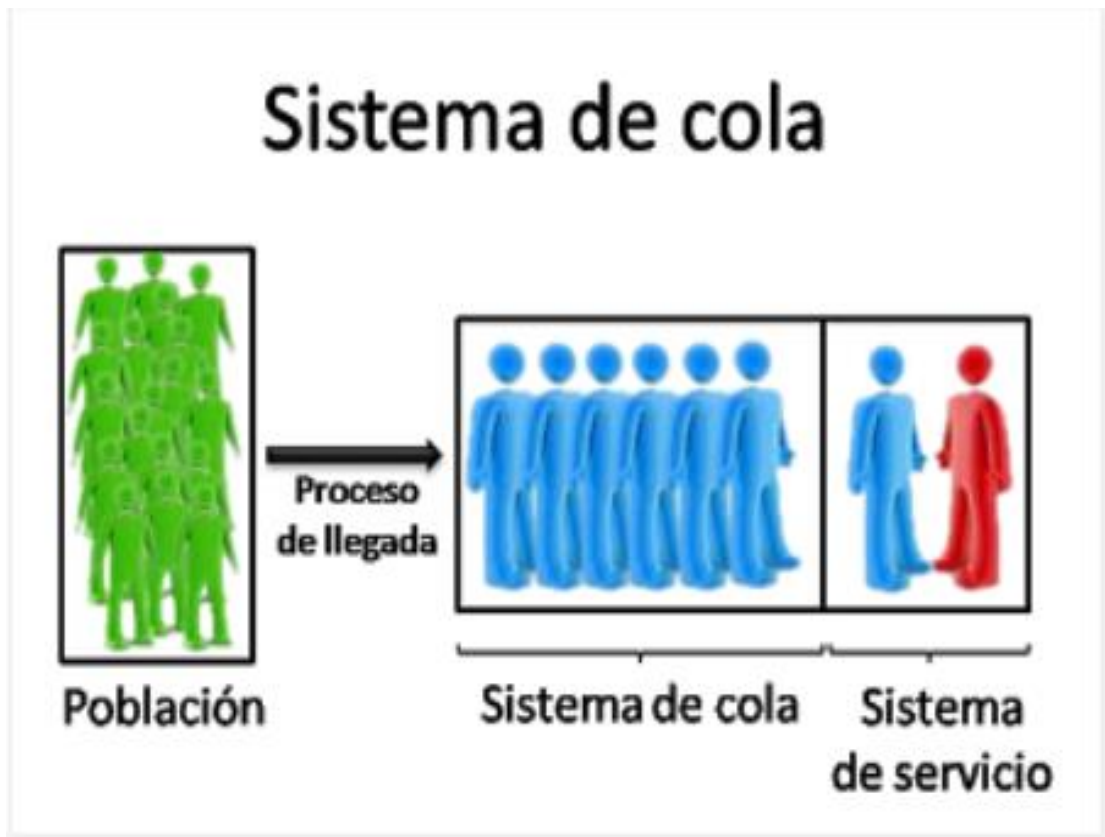 Sistema de cola
Proceso
de llegada
Población
Sistema de cola
Sistema
de servicio